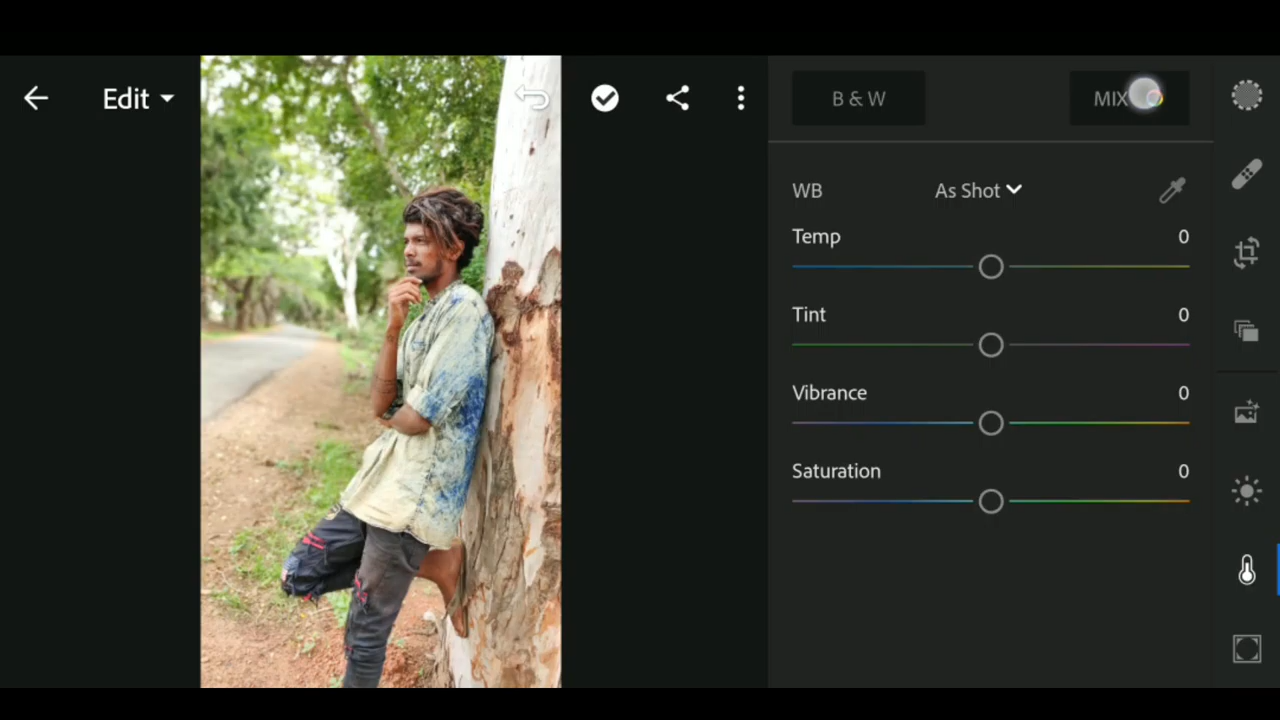 Edit
B & W
MIX
WB As Shot
Temp 0
Tint 0
Vibrance 0
Saturation 0